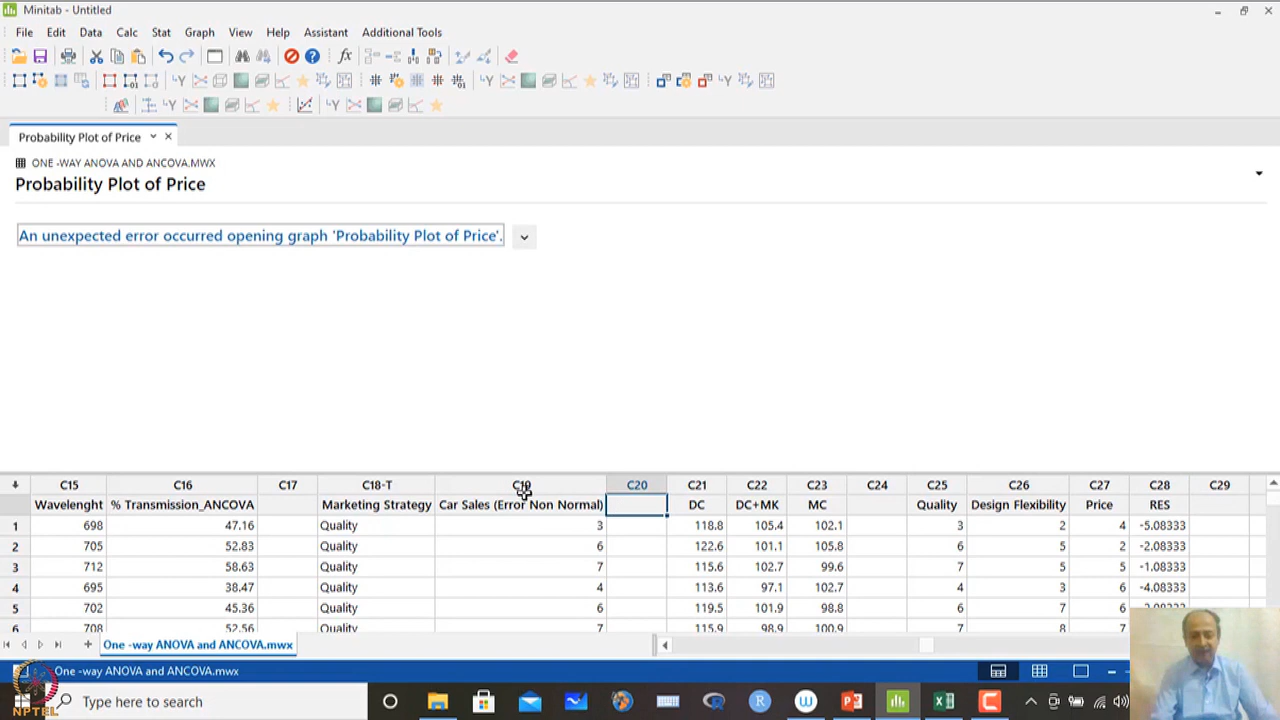 Minitab - Untitled
File Edit Data Calc Stat Graph View Help Assistant Additional Tools
Probability Plot of Price
ONE -WAY ANOVA AND ANCOVA.MWX
Probability Plot of Price
An unexpected error occurred opening graph 'Probability Plot of Price'.
C15 C16 C17 C18-T C19 C20 C21 C22 C23 C24 C25 C26 C27 C28 C29
Wavelenght % Transmission_ANCOVA Marketing Strategy Car Sales (Error Non Normal) DC DC+MK MC Quality Design Flexibility Price RES
1 698 47.16 Quality 3 118.8 105.4 102.1 3 2 4 -5.08333
2 705 52.83 Quality 6 122.6 101.1 105.8 6 5 2 -2.08333
3 712 58.63 Quality 7 115.6 102.7 99.6 7 5 5 -1.08333
4 695 38.47 Quality 4 113.6 97.1 102.7 4 3 6 -4.08333
5 702 45.36 Quality 6 119.5 101.9 98.8 6 7 6 -2.08333
6 708 52.56 Quality 7 115.9 98.9 100.9 7 8 7
One -way ANOVA and ANCOVA.mwx
One -way ANOVA and ANCOVA.mwx
Type here to search
NPTEL